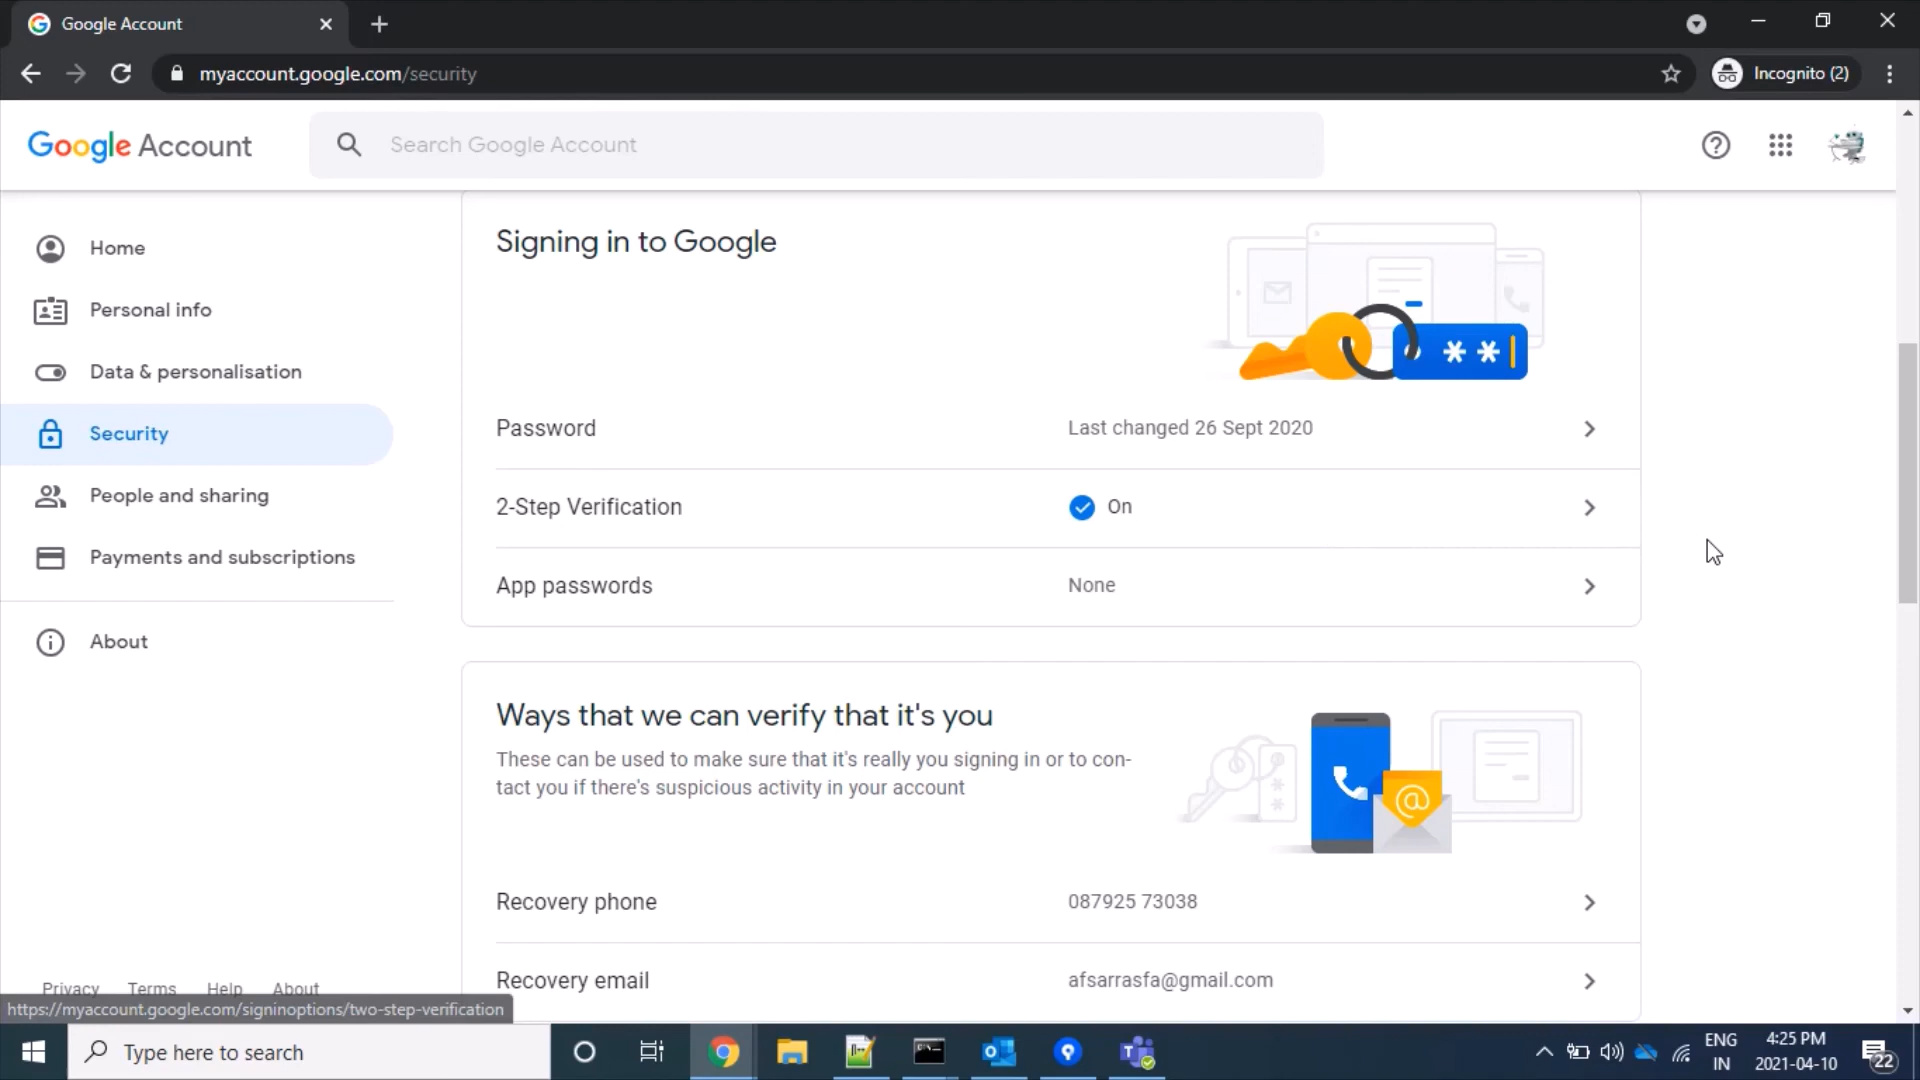 Google Account
myaccount.google.com/security
Incognito (2)
Google Account
Search Google Account
Home
Personal info
Data & personalisation
Security
People and sharing
Payments and subscriptions
About
Signing in to Google
* *
Password
Last changed 26 Sept 2020
2-Step Verification
On
App passwords
None
Ways that we can verify that it's you
These can be used to make sure that it's really you signing in or to con-
tact you if there's suspicious activity in your account
@
Recovery phone
087925 73038
Recovery email
afsarrasfa@gmail.com
Privacy Terms Help About
https://myaccount.google.com/signinoptions/two-step-verification
Type here to search
ENG
IN
4:25 PM
2021-04-10
22